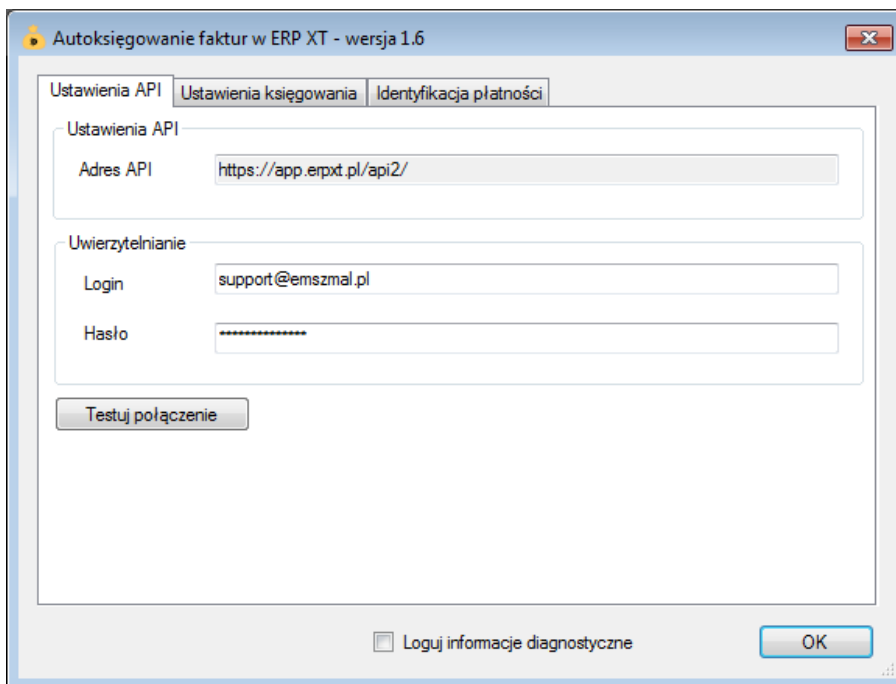 Autoksięgowanie faktur w ERP XT - wersja 1.6
Ustawienia API Ustawienia księgowania Identyfikacja płatności
Ustawienia API
Adres API https://app.erpxt.pl/api2/
Uwierzytelnianie
Login support@emszmal.pl
Hasło **************
Testuj połączenie
Loguj informacje diagnostyczne OK